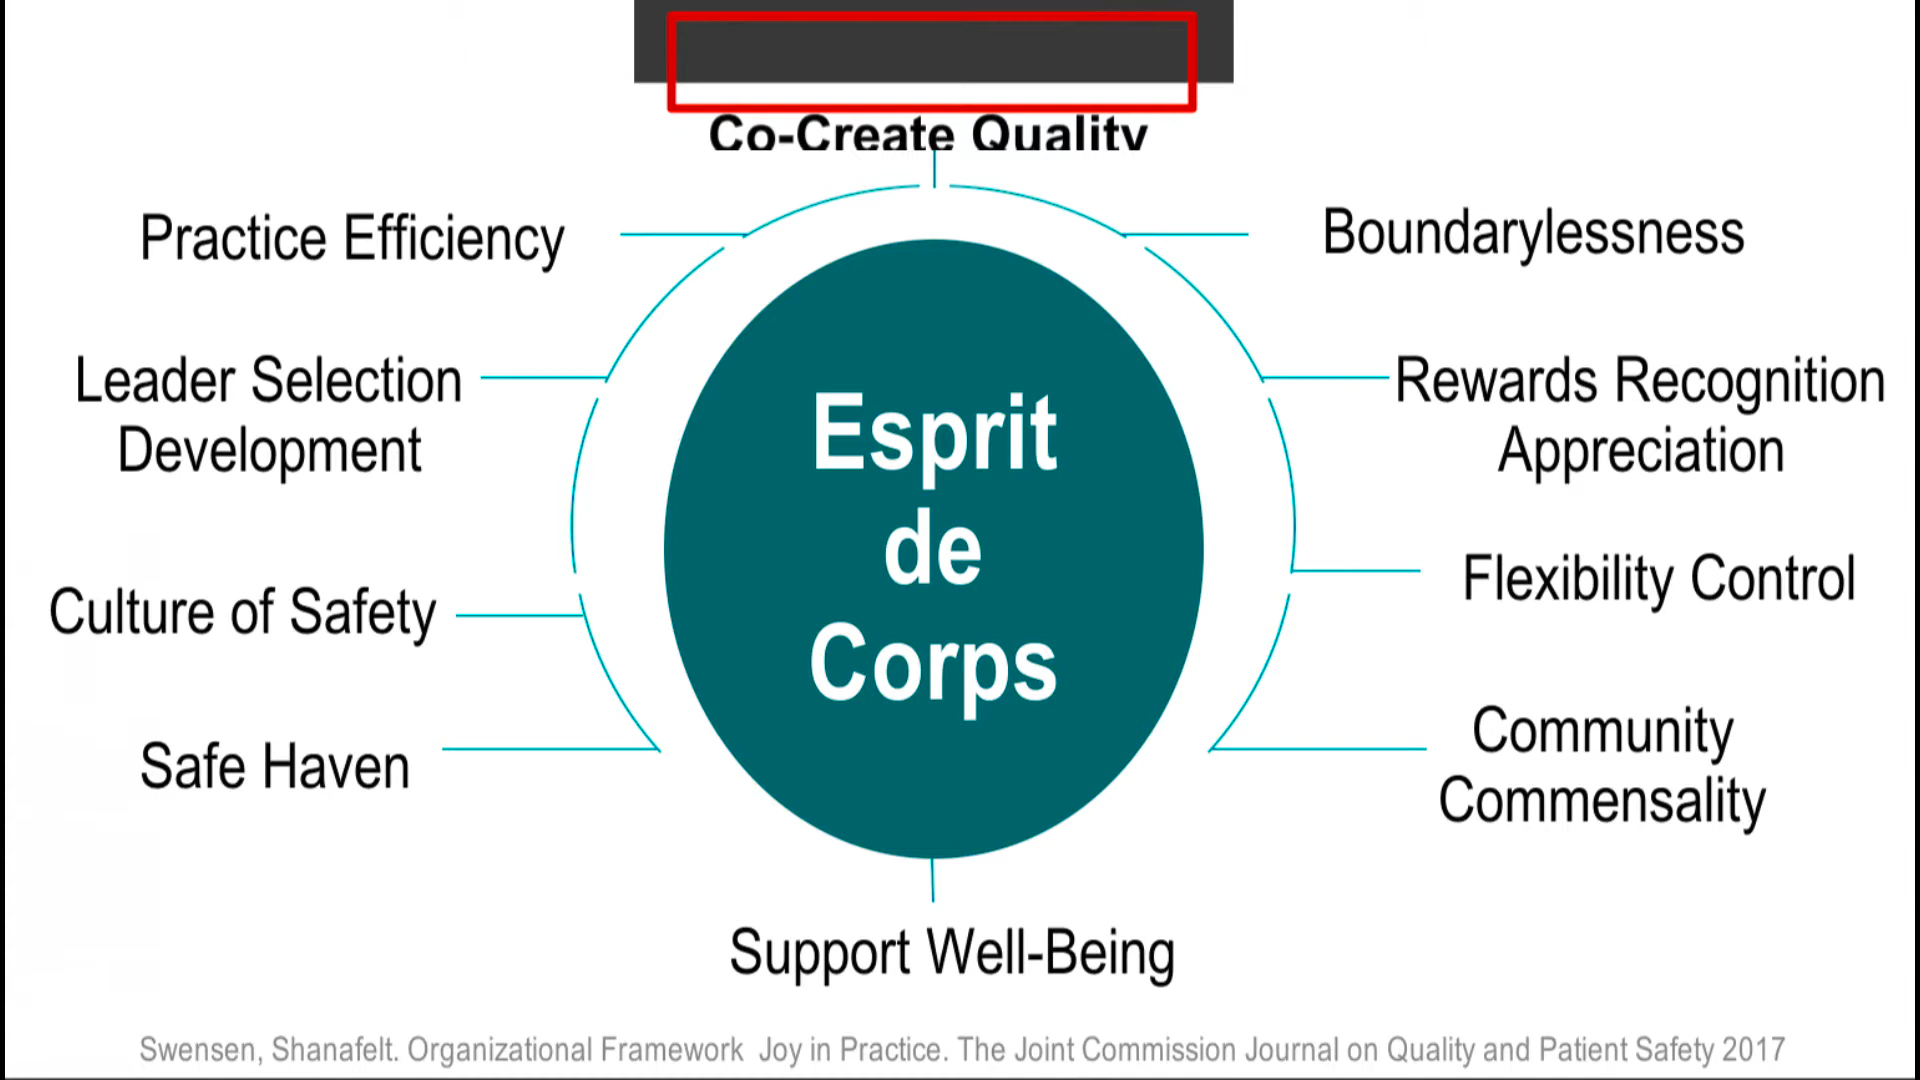 Co-Create Quality
Practice Efficiency
Boundarylessness
Leader Selection
Development
Rewards Recognition
Appreciation
Esprit
de
Corps
Culture of Safety
Flexibility Control
Safe Haven
Community
Commensality
Support Well-Being
Swensen, Shanafelt. Organizational Framework Joy in Practice. The Joint Commission Journal on Quality and Patient Safety 2017